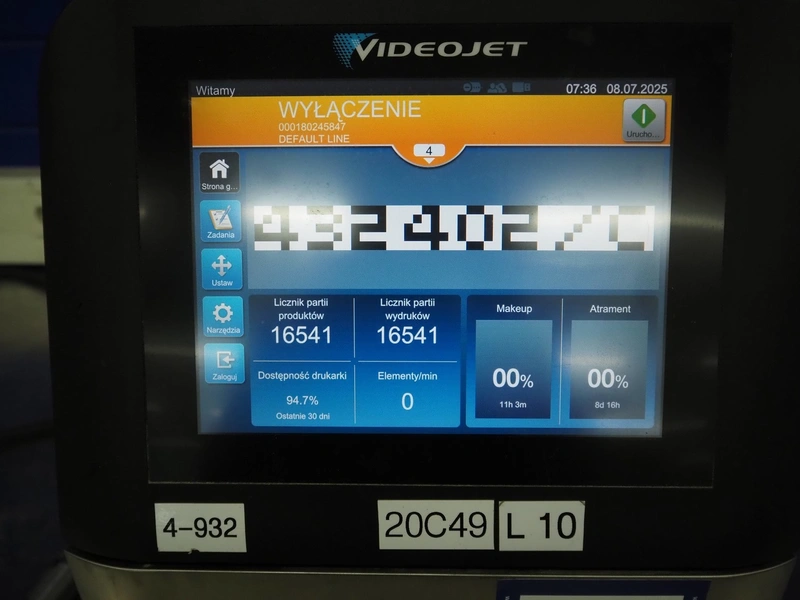 VIDEOJET
Witamy
07:36 08.07.2025
WYŁĄCZENIE
000180245847
DEFAULT LINE
Urucho...
4
Strona g...
Zadania
Ustaw
Narzędzia
Zaloguj
432402/C
Licznik partii
produktów
16541
Licznik partii
wydruków
16541
Dostępność drukarki
94.7%
Ostatnie 30 dni
Elementy/min
0
Makeup
00%
11h 3m
Atrament
00%
8d 16h
4-932
20C49
L 10